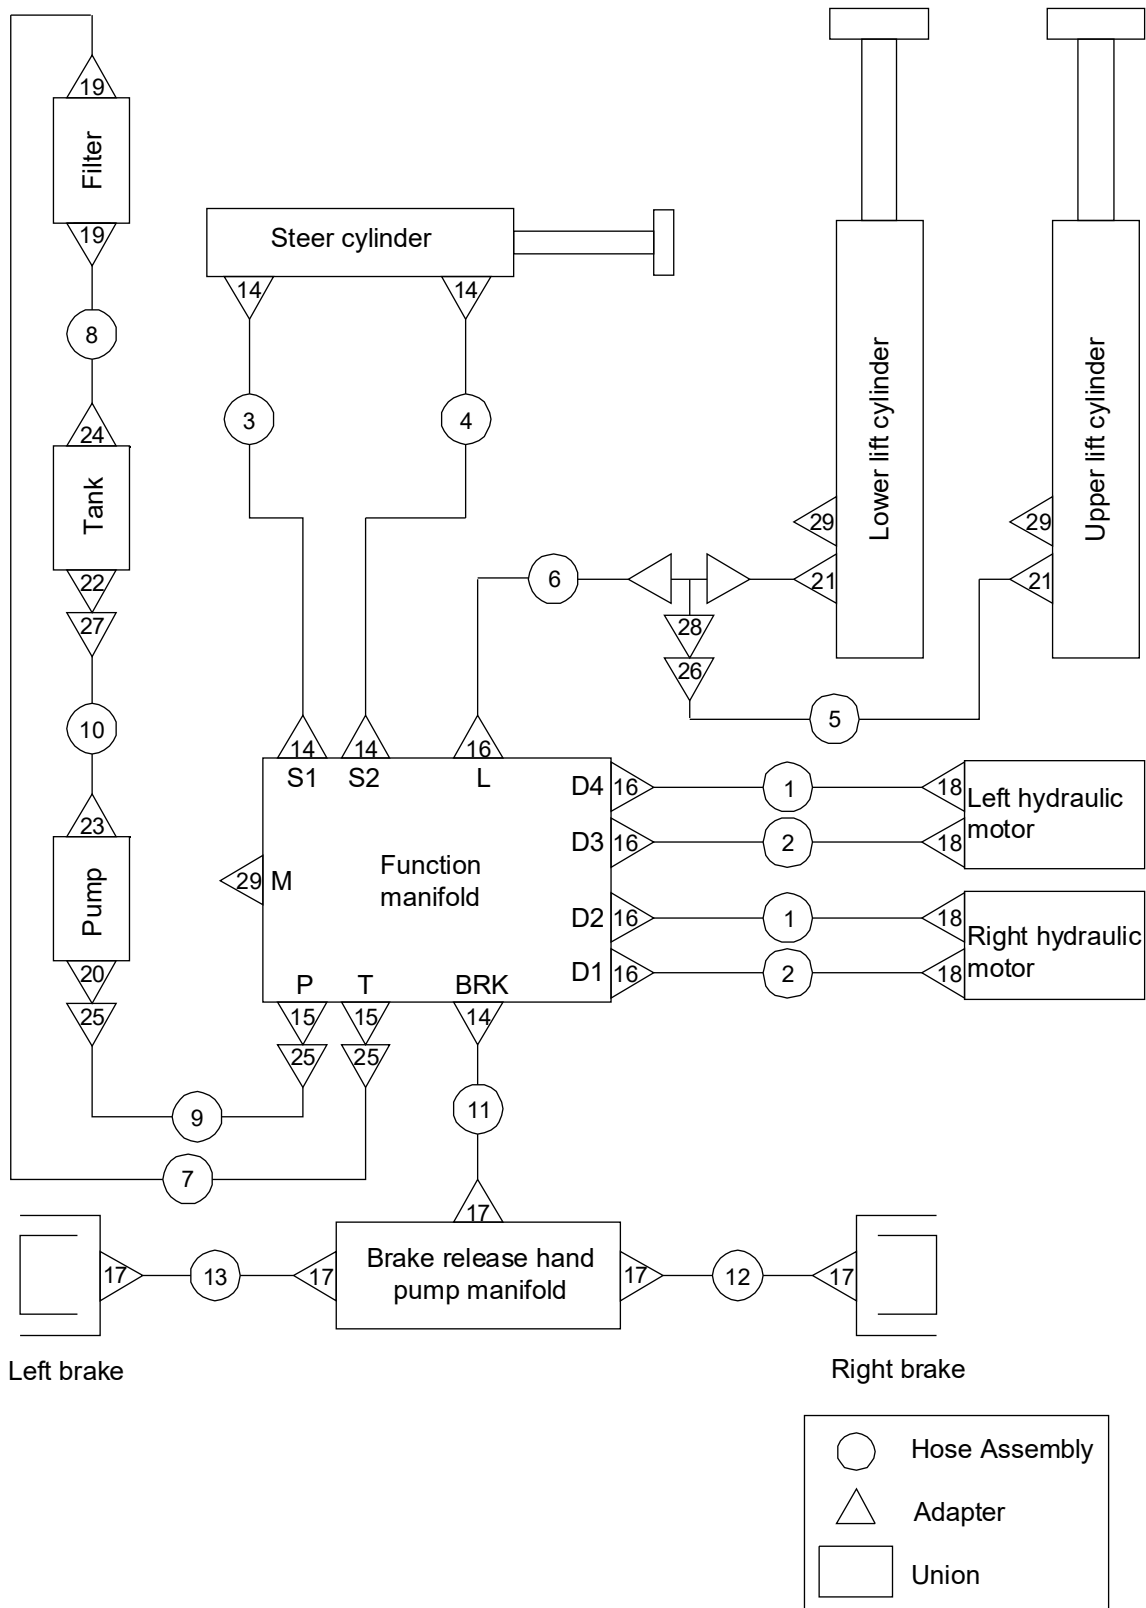 19
Filter
19
8
24
Tank
22
27
10
23
Pump
20
25
9
7
Steer cylinder
14
14
3
4
Lower lift cylinder
29
21
Upper lift cylinder
29
21
6
28
26
5
14
14
16
S1
S2
L
D4
16
1
18
Left hydraulic
motor
D3
16
2
18
Function
manifold
29
M
D2
16
1
18
Right hydraulic
motor
D1
16
2
18
P
T
BRK
15
15
14
25
25
11
17
Brake release hand
pump manifold
17
13
17
17
12
17
Left brake
Right brake
Hose Assembly
Adapter
Union